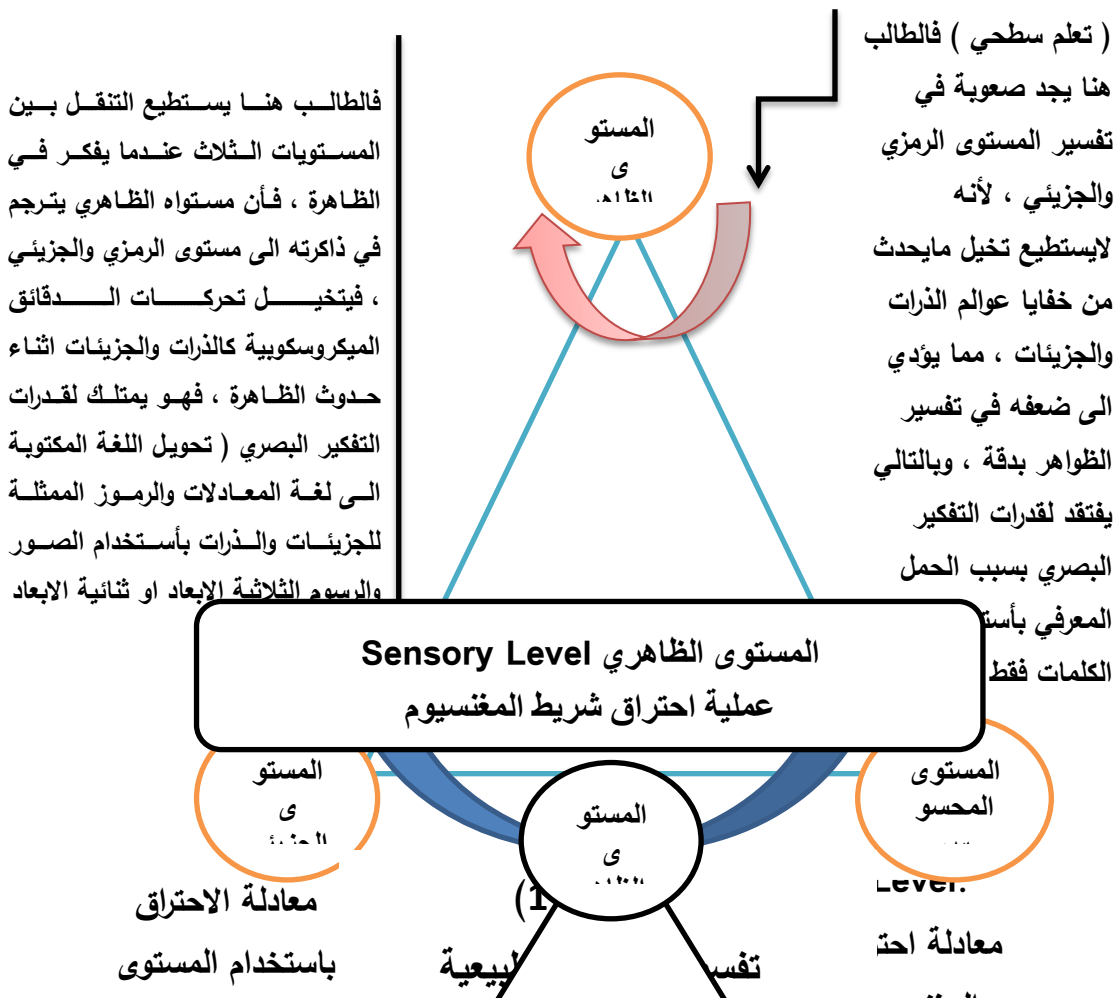 ( تعلم سطحي ) فالطالب
هنا يجد صعوبة في
تفسير المستوى الرمزي
والجزيئي ، لأنه
لايستطيع تخيل مايحدث
من خفايا عوالم الذرات
والجزيئات ، مما يؤدي
الى ضعفه في تفسير
الظواهر بدقة ، وبالتالي
يفتقد لقدرات التفكير
البصري بسبب الحمل
المعرفي
الكلمات فقط
المستو
ى
فالطالب هنا يستطيع التنقل بين
المستويات الثلاث عندما يفكر في
الظاهرة ، فأن مستواه الظاهري يترجم
في ذاكرته الى مستوى الرمزي والجزيئي
، فيتخيل تحركات الدقائق
الميكروسكوبية كالذرات والجزيئات اثناء
حدوث الظاهرة ، فهو يمتلك لقدرات
التفكير البصري ( تحويل اللغة المكتوبة
الى لغة المعادلات والرموز الممثلة
للجزيئات والذرات بأستخدام الصور
والرسوم الثلاثية الابعاد او ثنائية الابعاد
المستوى الظاهري Sensory Level
عملية احتراق شريط المغنسيوم
المستوى
المحسو
المستو
ى
المستو
ى
Level:
معادلة
معادلة الاحتراق
باستخدام المستوى